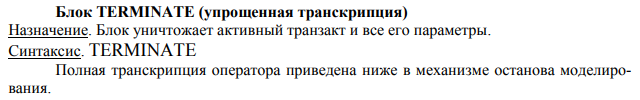 Блок TERMINATE (упрощенная транскрипция)
Назначение. Блок уничтожает активный транзакт и все его параметры.
Синтаксис. TERMINATE
Полная транскрипция оператора приведена ниже в механизме останова моделиро-
вания.